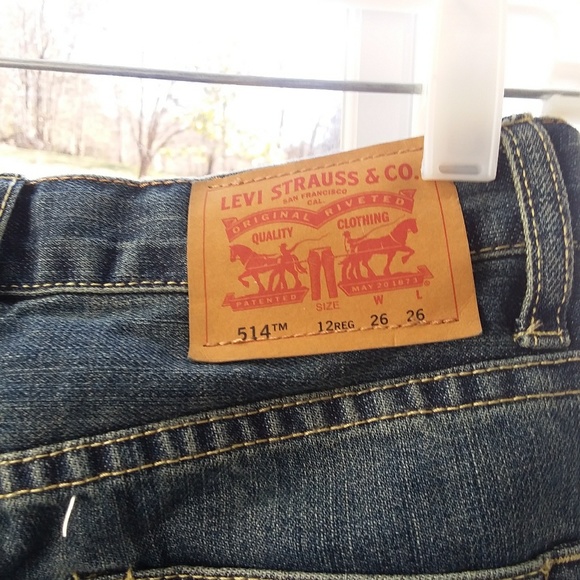 LEVI STRAUSS & CO.
SAN FRANCISCO
CAL.
ORIGINAL RIVETED
QUALITY CLOTHING
PATENTED MAY 20 1873
SIZE W L
514™ 12REG 26 26